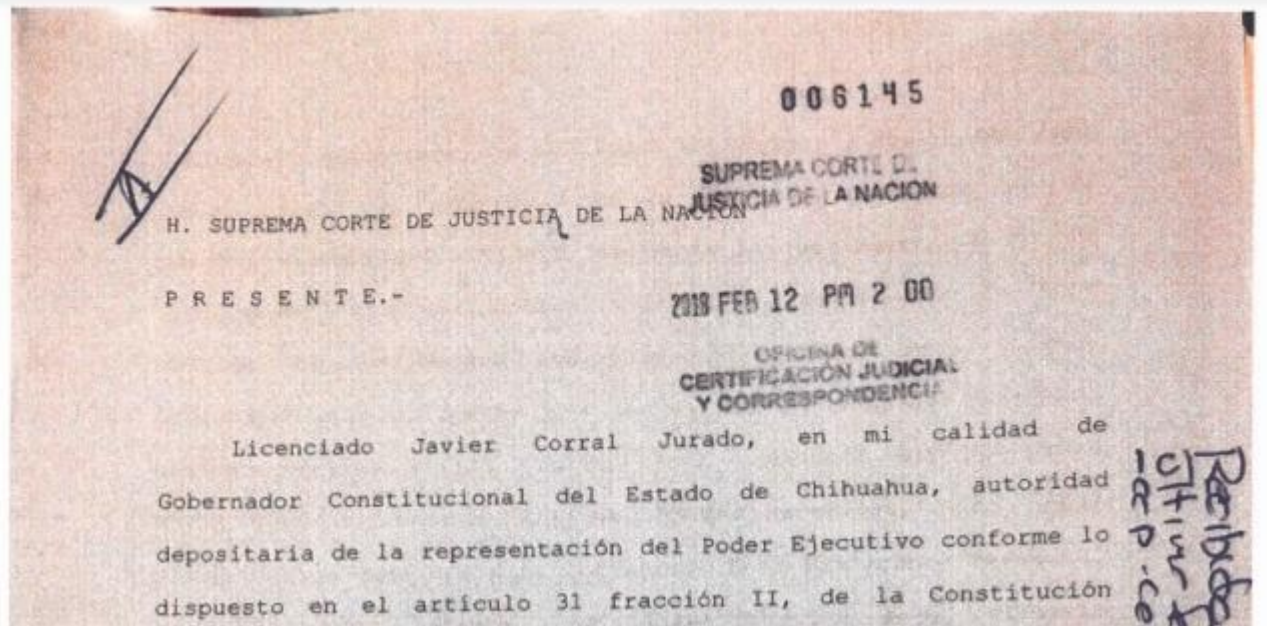 006145
SUPREMA CORTE D
JUSTICIA DE LA NACION
H. SUPREMA CORTE DE JUSTICIA DE LA NACIÓN
P R E S E N T E.-
2018 FEB 12 PM 2 00
OFICINA DE
CERTIFICACIÓN JUDICIAL
Y CORRESPONDENCIA
Licenciado Javier Corral Jurado, en mi calidad de
Gobernador Constitucional del Estado de Chihuahua, autoridad
depositaria de la representación del Poder Ejecutivo conforme lo
dispuesto en el artículo 31 fracción II, de la Constitución
Recibido